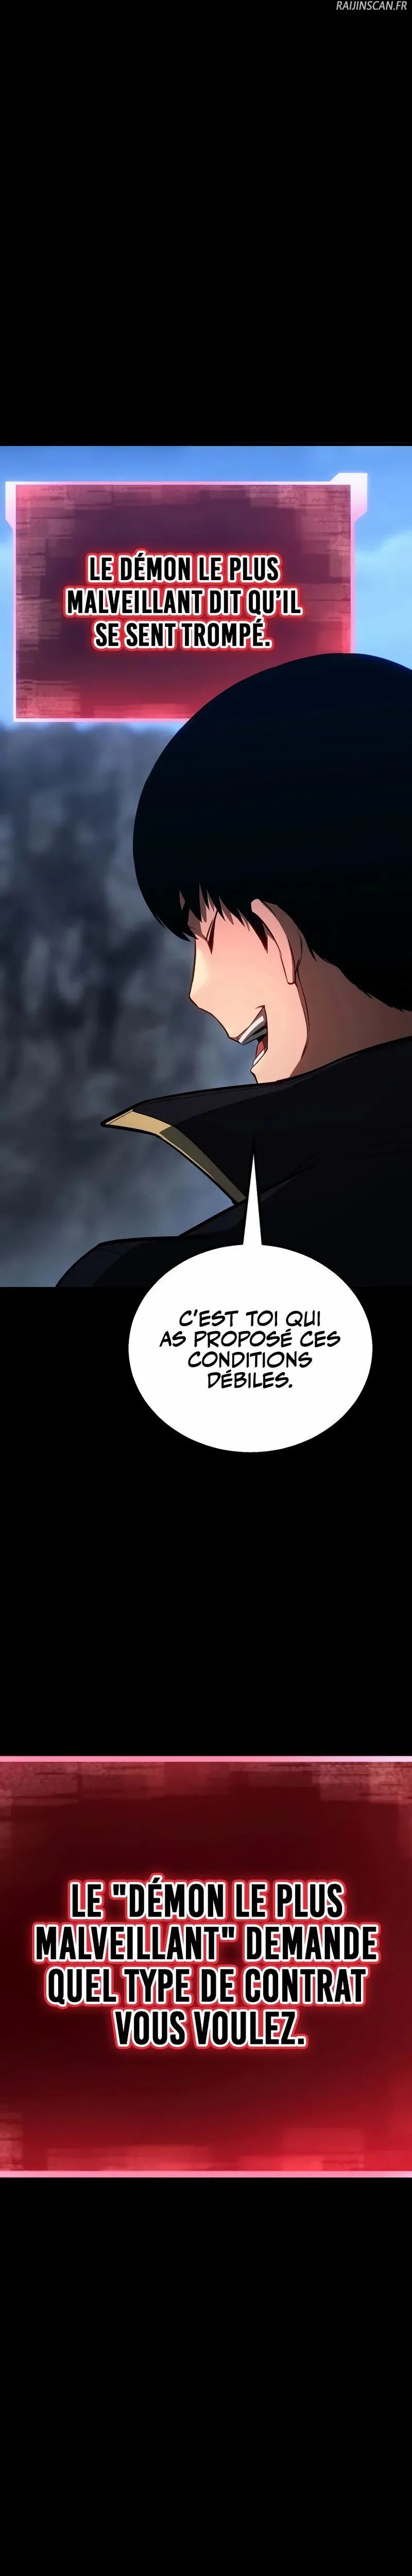 RAIJINSCAN.FR
LE DÉMON LE PLUS
MALVEILLANT DIT QU'IL
SE SENT TROMPÉ.
C'EST TOI QUI
AS PROPOSÉ CES
CONDITIONS
DÉBILES.
LE "DÉMON LE PLUS
MALVEILLANT" DEMANDE
QUEL TYPE DE CONTRAT
VOUS VOULEZ.